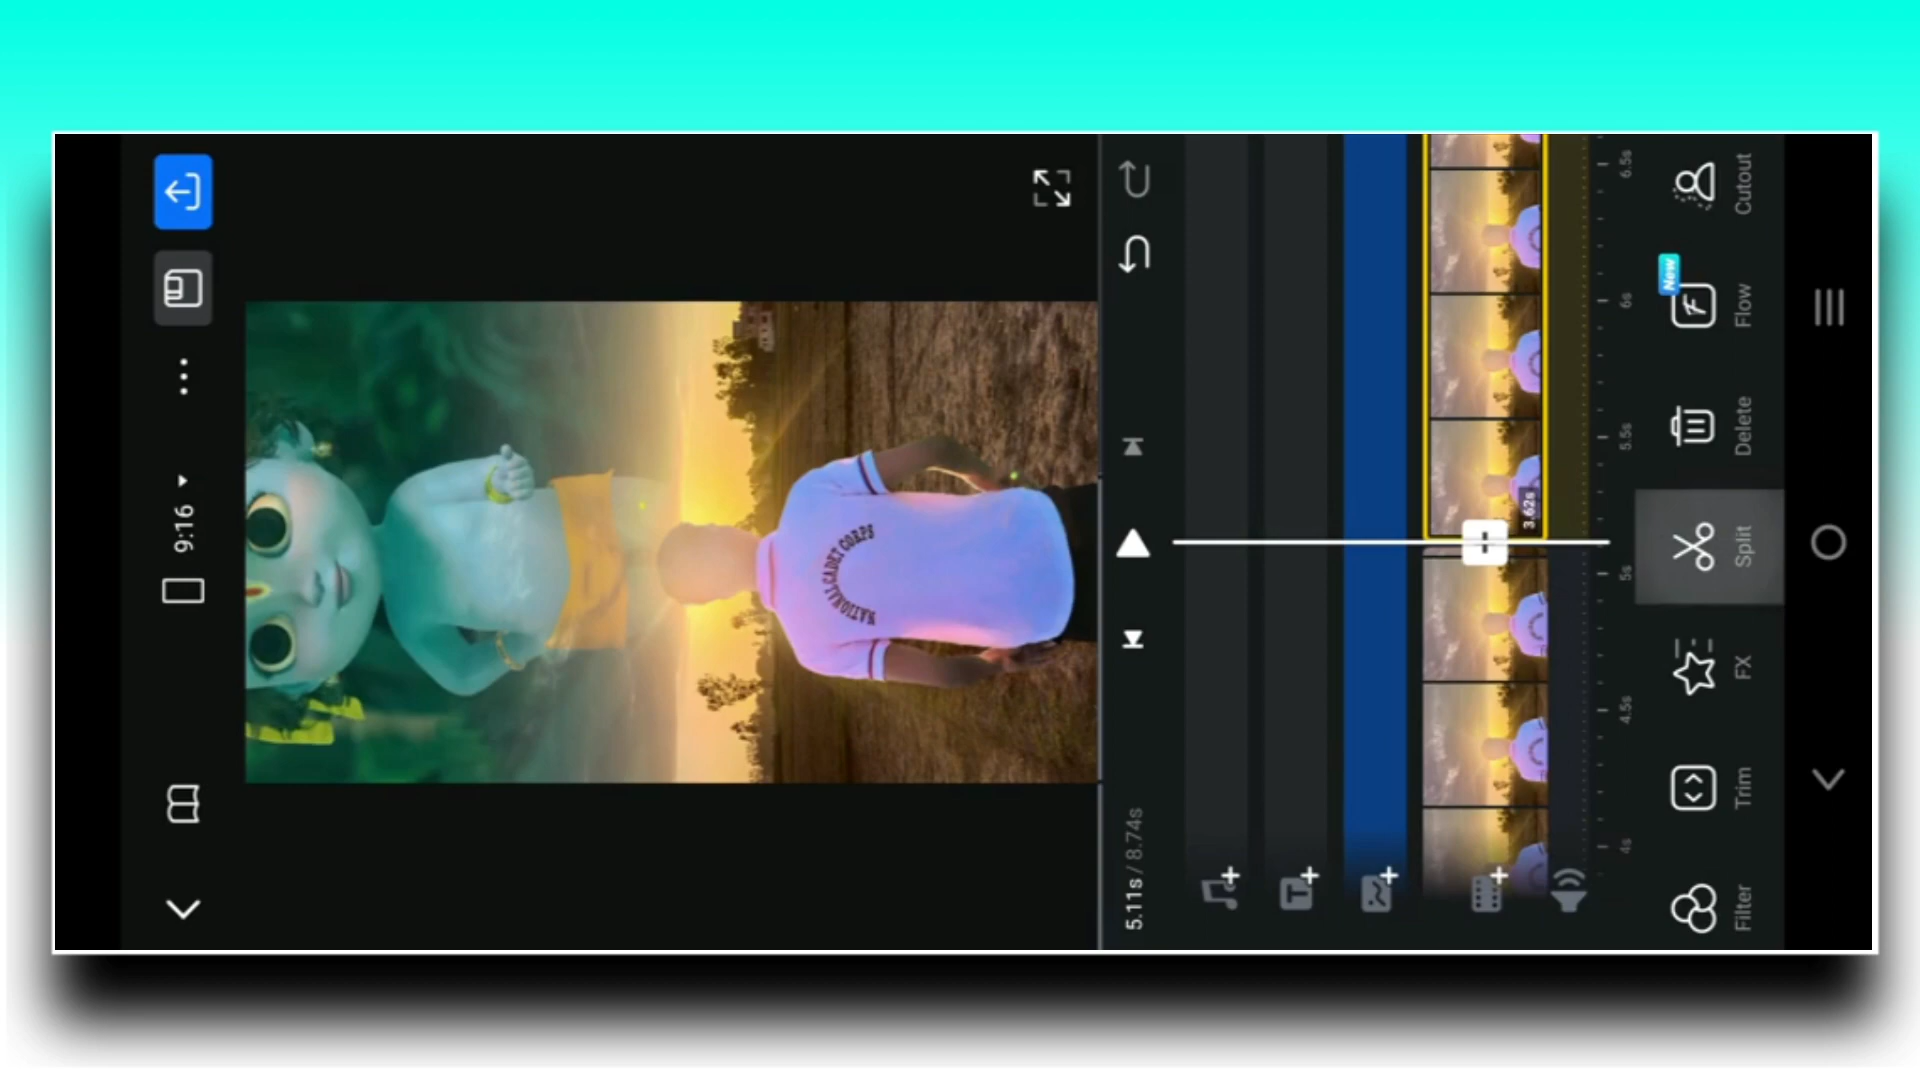 9:16
NATIONAL CADET CORPS
5.11s / 8.74s
3.62s
4s
4.5s
5s
5.5s
6s
6.5s
Filter
Trim
FX
Split
Delete
Flow
New
Cutout